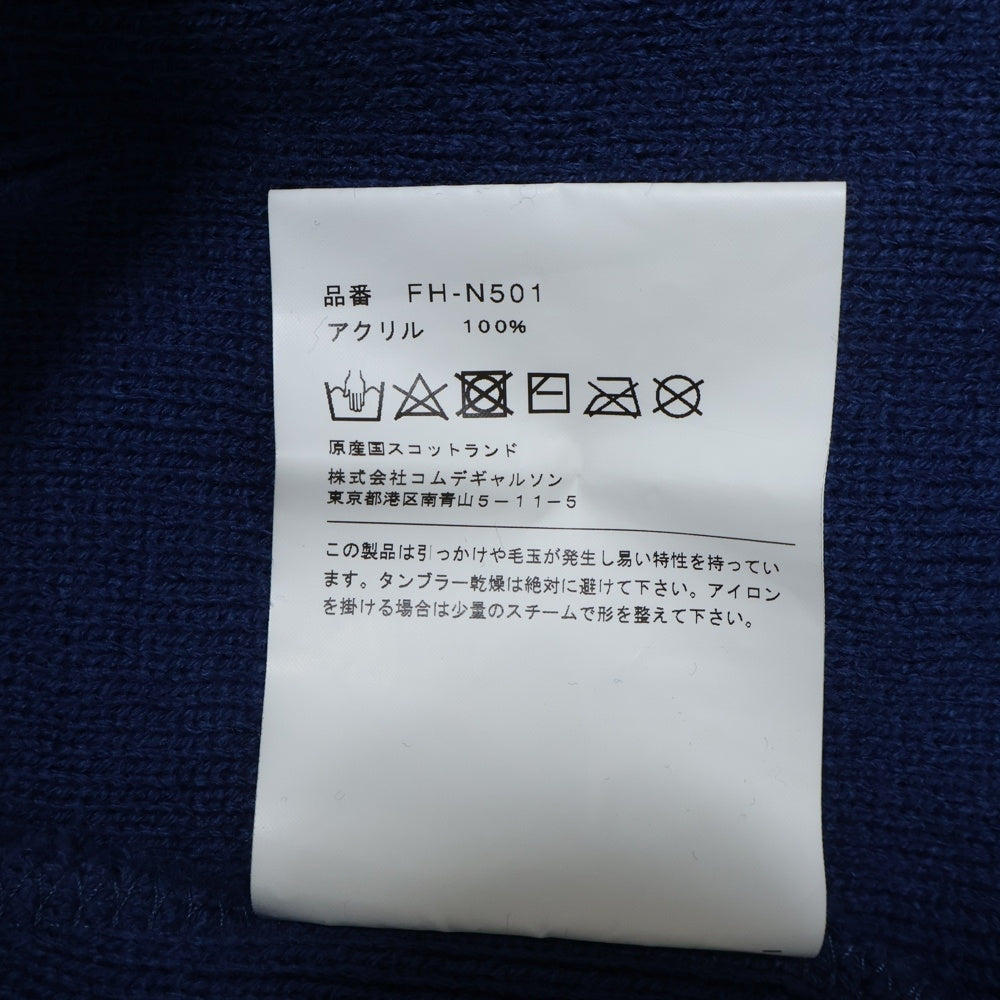 品番 FH-N501
アクリル 100%
原産国スコットランド
株式会社コムデギャルソン
東京都港区南青山5-11-5
この製品は引っかけや毛玉が発生し易い特性を持ってい
ます。タンブラー乾燥は絶対に避けて下さい。アイロン
を掛ける場合は少量のスチームで形を整えて下さい。